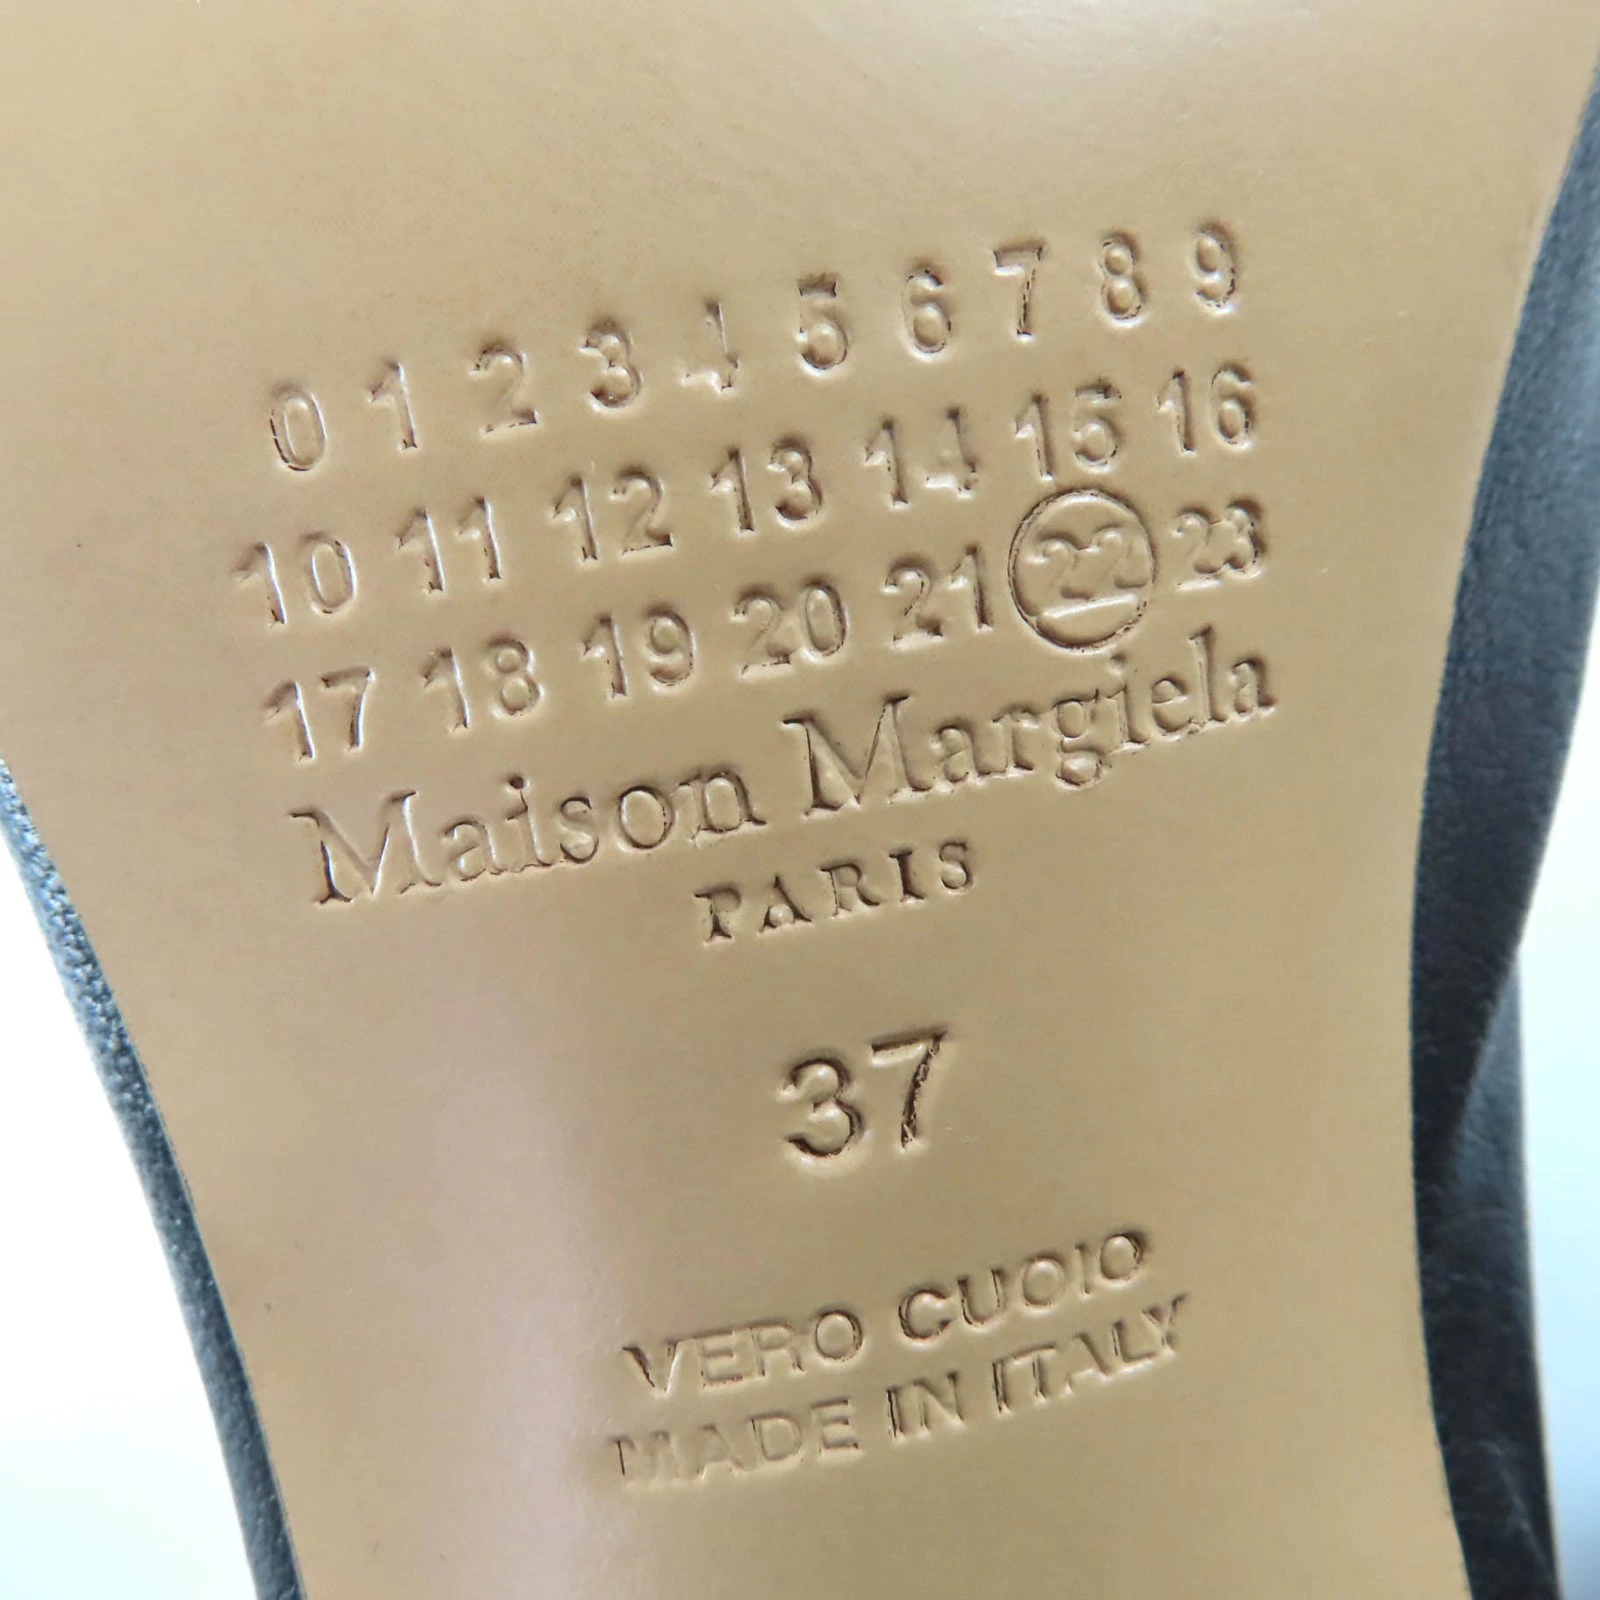 0 1 2 3 4 5 6 7 8 9
10 11 12 13 14 15 16
17 18 19 20 21 22 23
Maison Margiela
PARIS
37
VERO CUOIO
MADE IN ITALY